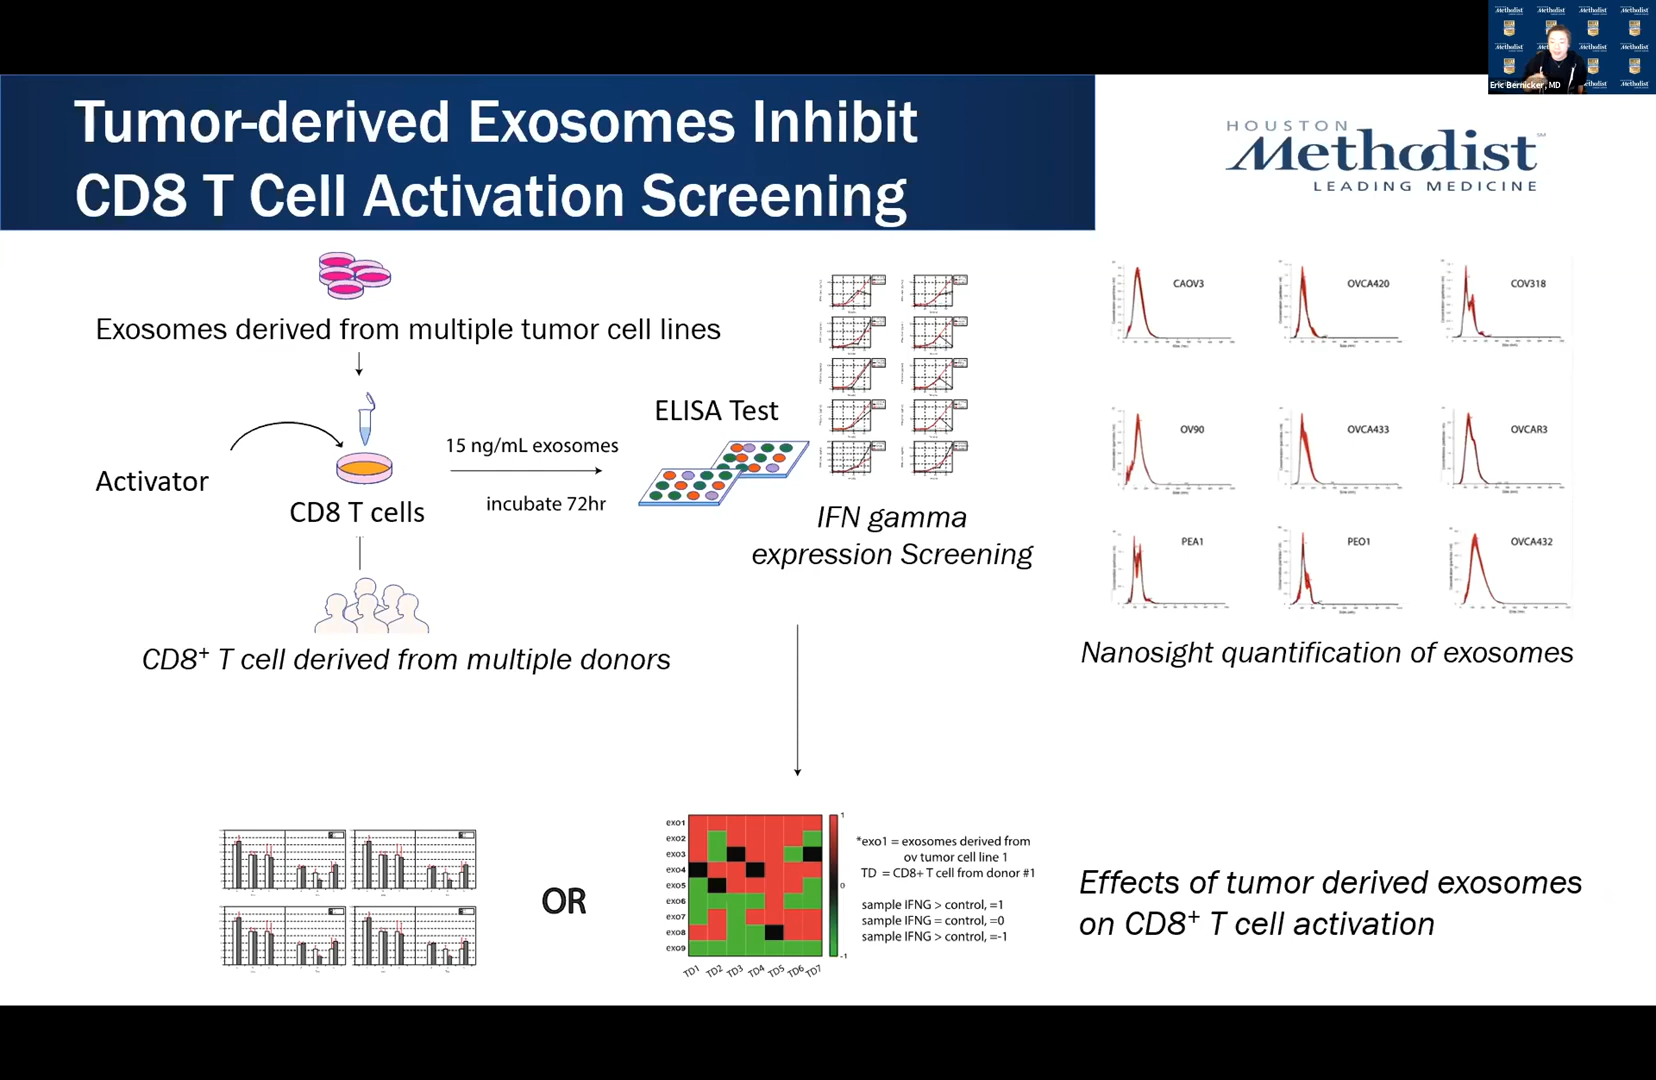 Tumor-derived Exosomes Inhibit
CD8 T Cell Activation Screening
HOUSTON
Methodist
LEADING MEDICINE
Eric Bernicker, MD
Exosomes derived from multiple tumor cell lines
Activator
CD8 T cells
15 ng/mL exosomes
incubate 72hr
ELISA Test
CD8+ T cell derived from multiple donors
IFN gamma
expression Screening
CAOV3
OVCA420
COV318
OV90
OVCA433
OVCAR3
PEA1
PEO1
OVCA432
Nanosight quantification of exosomes
OR
exo1
exo2
exo3
exo4
exo5
exo6
exo7
exo8
exo9
TD1 TD2 TD3 TD4 TD5 TD6 TD7
1
0
-1
*exo1 = exosomes derived from
ov tumor cell line 1
TD = CD8+ T cell from donor #1
sample IFNG > control, =1
sample IFNG = control, =0
sample IFNG > control, =-1
Effects of tumor derived exosomes
on CD8+ T cell activation